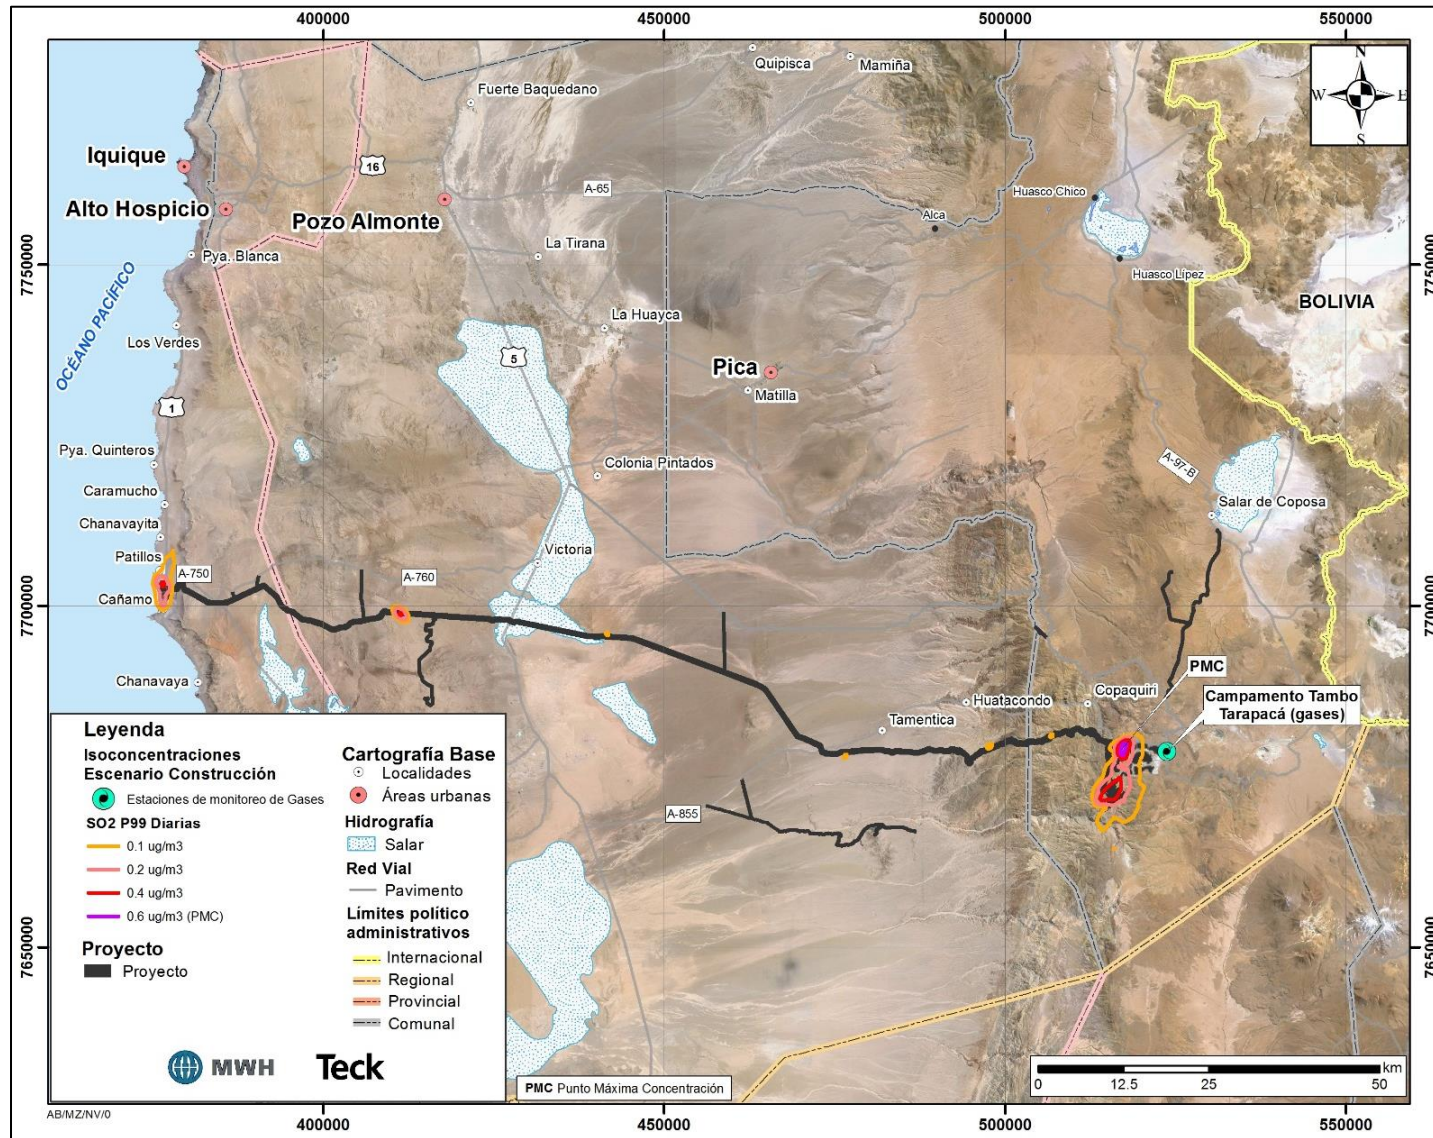 400000
450000
500000
550000
N
W
E
S
Quipisca
Mamiña
Fuerte Baquedano
Iquique
16
A-65
Huasco Chico
Alto Hospicio
Pozo Almonte
Alca
La Tirana
7750000
Pya. Blanca
7750000
Huasco Lípez
BOLIVIA
OCÉANO PACÍFICO
La Huayca
Los Verdes
5
Pica
Matilla
1
Pya. Quinteros
Colonia Pintados
A-97-B
Caramucho
Salar de Coposa
Chanavayita
Patillos
Victoria
A-750
A-760
Cañamo
7700000
7700000
PMC
Chanavaya
Huatacondo
Copaquiri
Campamento Tambo
Tarapacá (gases)
Tamentica
A-855
Leyenda
Isoconcentraciones
Escenario Construcción
Estaciones de monitoreo de Gases
SO2 P99 Diarias
0.1 ug/m3
0.2 ug/m3
0.4 ug/m3
0.6 ug/m3 (PMC)
Proyecto
Proyecto
Cartografía Base
Localidades
Áreas urbanas
Hidrografía
Salar
Red Vial
Pavimento
Límites político
administrativos
Internacional
Regional
Provincial
Comunal
MWH
Teck
7650000
7650000
PMC Punto Máxima Concentración
km
0
12.5
25
50
AB/MZ/NV/0
400000
450000
500000
550000